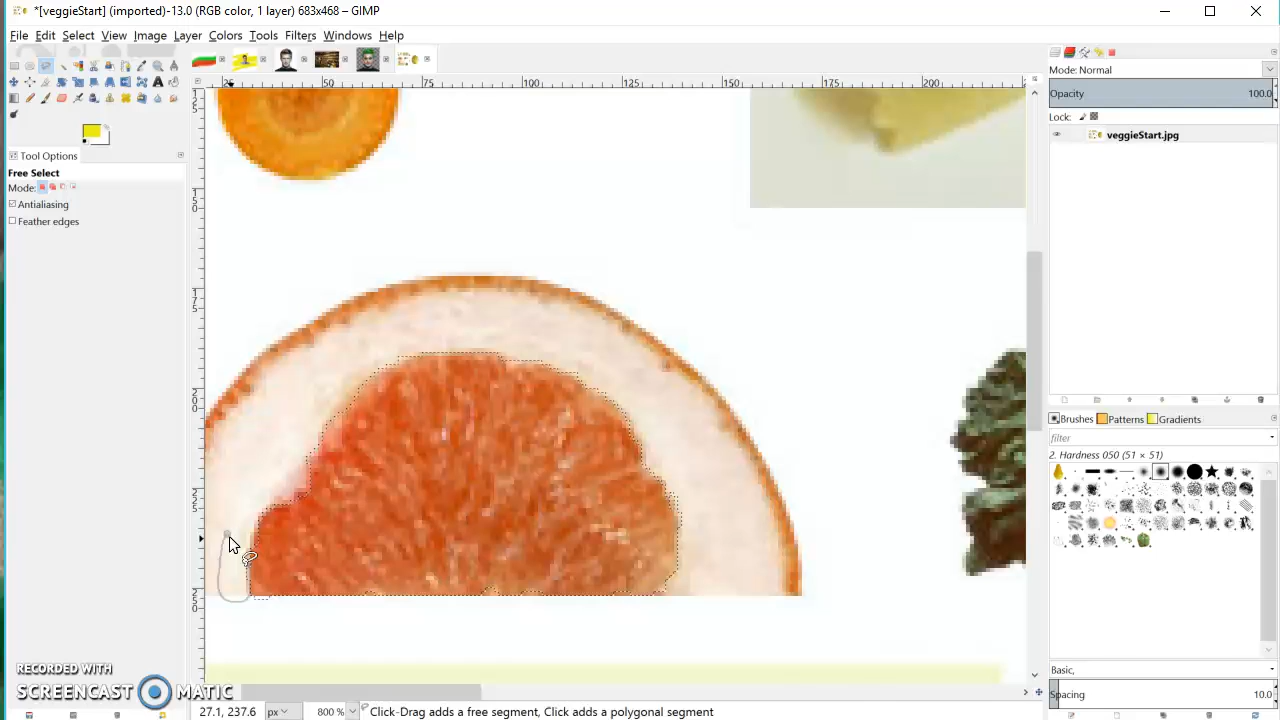 *[veggieStart] (imported)-13.0 (RGB color, 1 layer) 683x468 – GIMP
File Edit Select View Image Layer Colors Tools Filters Windows Help
Mode: Normal
Opacity 100.0
Lock:
veggieStart.jpg
Tool Options
Free Select
Mode:
Antialiasing
Feather edges
25 50 75 100 125 150 175 200
Brushes Patterns Gradients
filter
2. Hardness 050 (51 × 51)
Basic,
Spacing 10.0
RECORDED WITH
SCREENCAST MATIC
27.1, 237.6 px 800 % Click-Drag adds a free segment, Click adds a polygonal segment